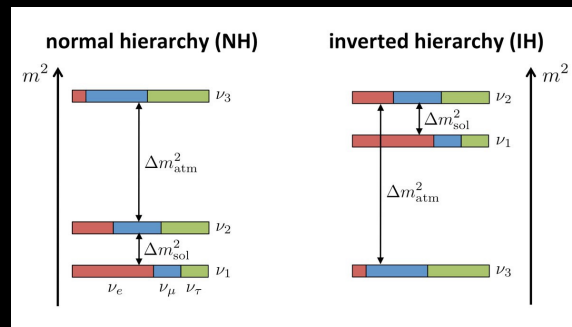 normal hierarchy (NH)
m²
ν₃
Δm²atm
ν₂
Δm²sol
ν₁
νₑ νμ ντ
inverted hierarchy (IH)
m²
ν₂
Δm²sol
ν₁
Δm²atm
ν₃